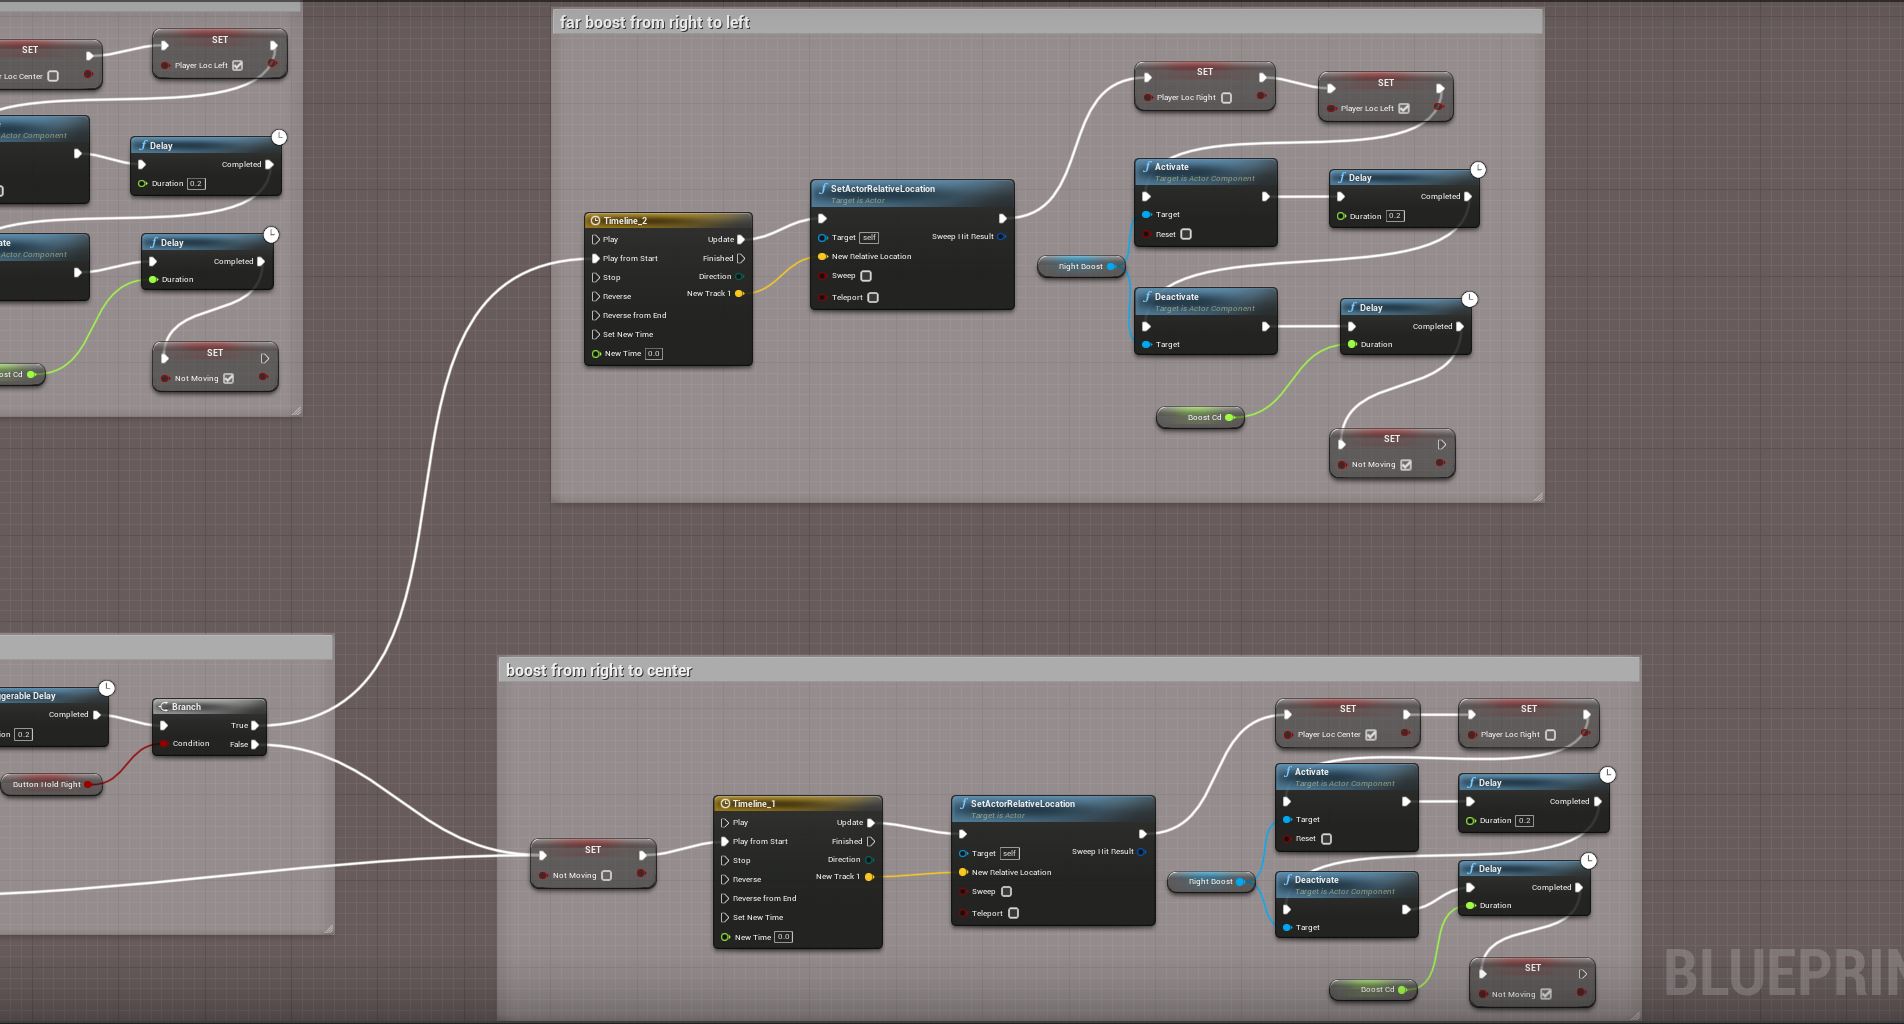 SET
r Loc Center
SET
Player Loc Left
Actor Component
Delay
Completed
Duration 0.2
ate
Actor Component
Delay
Completed
Duration
ost Cd
SET
Not Moving
far boost from right to left
Timeline_2
Play Update
Play from Start Finished
Stop Direction
Reverse New Track 1
Reverse from End
Set New Time
New Time 0.0
SetActorRelativeLocation
Target is Actor
Target self Sweep Hit Result
New Relative Location
Sweep
Teleport
SET
Player Loc Right
SET
Player Loc Left
Activate
Target is Actor Component
Target
Reset
Delay
Completed
Duration 0.2
Right Boost
Deactivate
Target is Actor Component
Target
Delay
Completed
Duration
Boost Cd
SET
Not Moving
ggerable Delay
Completed
ion 0.2
Branch
True
Condition False
Button Hold Right
boost from right to center
SET
Not Moving
Timeline_1
Play Update
Play from Start Finished
Stop Direction
Reverse New Track 1
Reverse from End
Set New Time
New Time 0.0
SetActorRelativeLocation
Target is Actor
Target self Sweep Hit Result
New Relative Location
Sweep
Teleport
SET
Player Loc Center
SET
Player Loc Right
Activate
Target is Actor Component
Target
Reset
Delay
Completed
Duration 0.2
Right Boost
Deactivate
Target is Actor Component
Target
Delay
Completed
Duration
Boost Cd
SET
Not Moving
BLUEPRIN